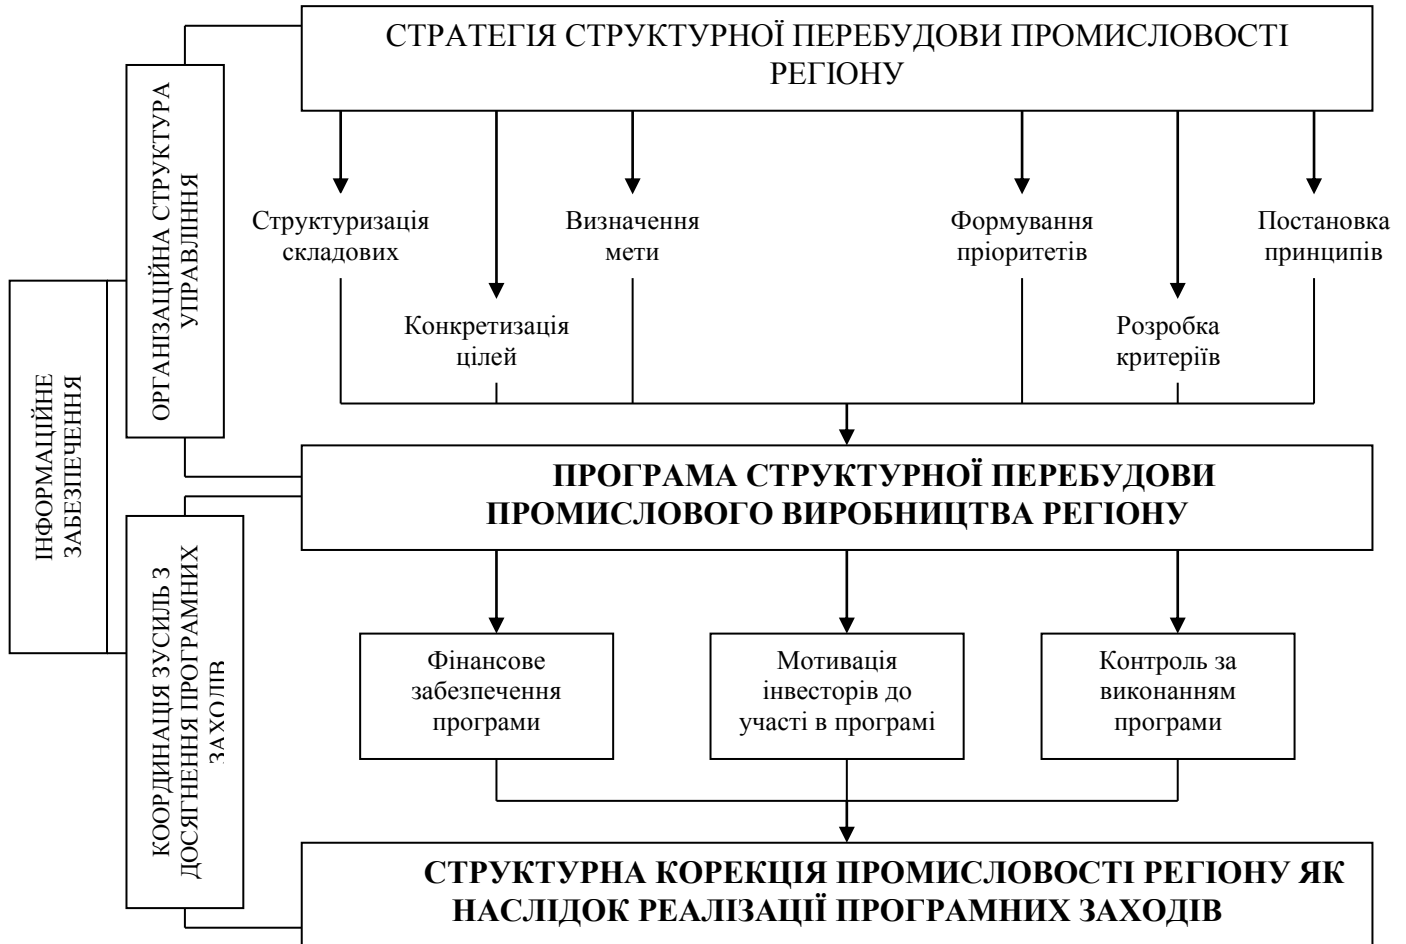 СТРАТЕГІЯ СТРУКТУРНОЇ ПЕРЕБУДОВИ ПРОМИСЛОВОСТІ
РЕГІОНУ
ОРГАНІЗАЦІЙНА СТРУКТУРА
УПРАВЛІННЯ
Структуризація
складових
Визначення
мети
Формування
пріоритетів
Постановка
принципів
Конкретизація
цілей
Розробка
критеріїв
ІНФОРМАЦІЙНЕ
ЗАБЕЗПЕЧЕННЯ
ПРОГРАМА СТРУКТУРНОЇ ПЕРЕБУДОВИ
ПРОМИСЛОВОГО ВИРОБНИЦТВА РЕГІОНУ
КООРДИНАЦІЯ ЗУСИЛЬ З
ДОСЯГНЕННЯ ПРОГРАМНИХ
ЗАХОДІВ
Фінансове
забезпечення
програми
Мотивація
інвесторів до
участі в програмі
Контроль за
виконанням
програми
СТРУКТУРНА КОРЕКЦІЯ ПРОМИСЛОВОСТІ РЕГІОНУ ЯК
НАСЛІДОК РЕАЛІЗАЦІЇ ПРОГРАМНИХ ЗАХОДІВ